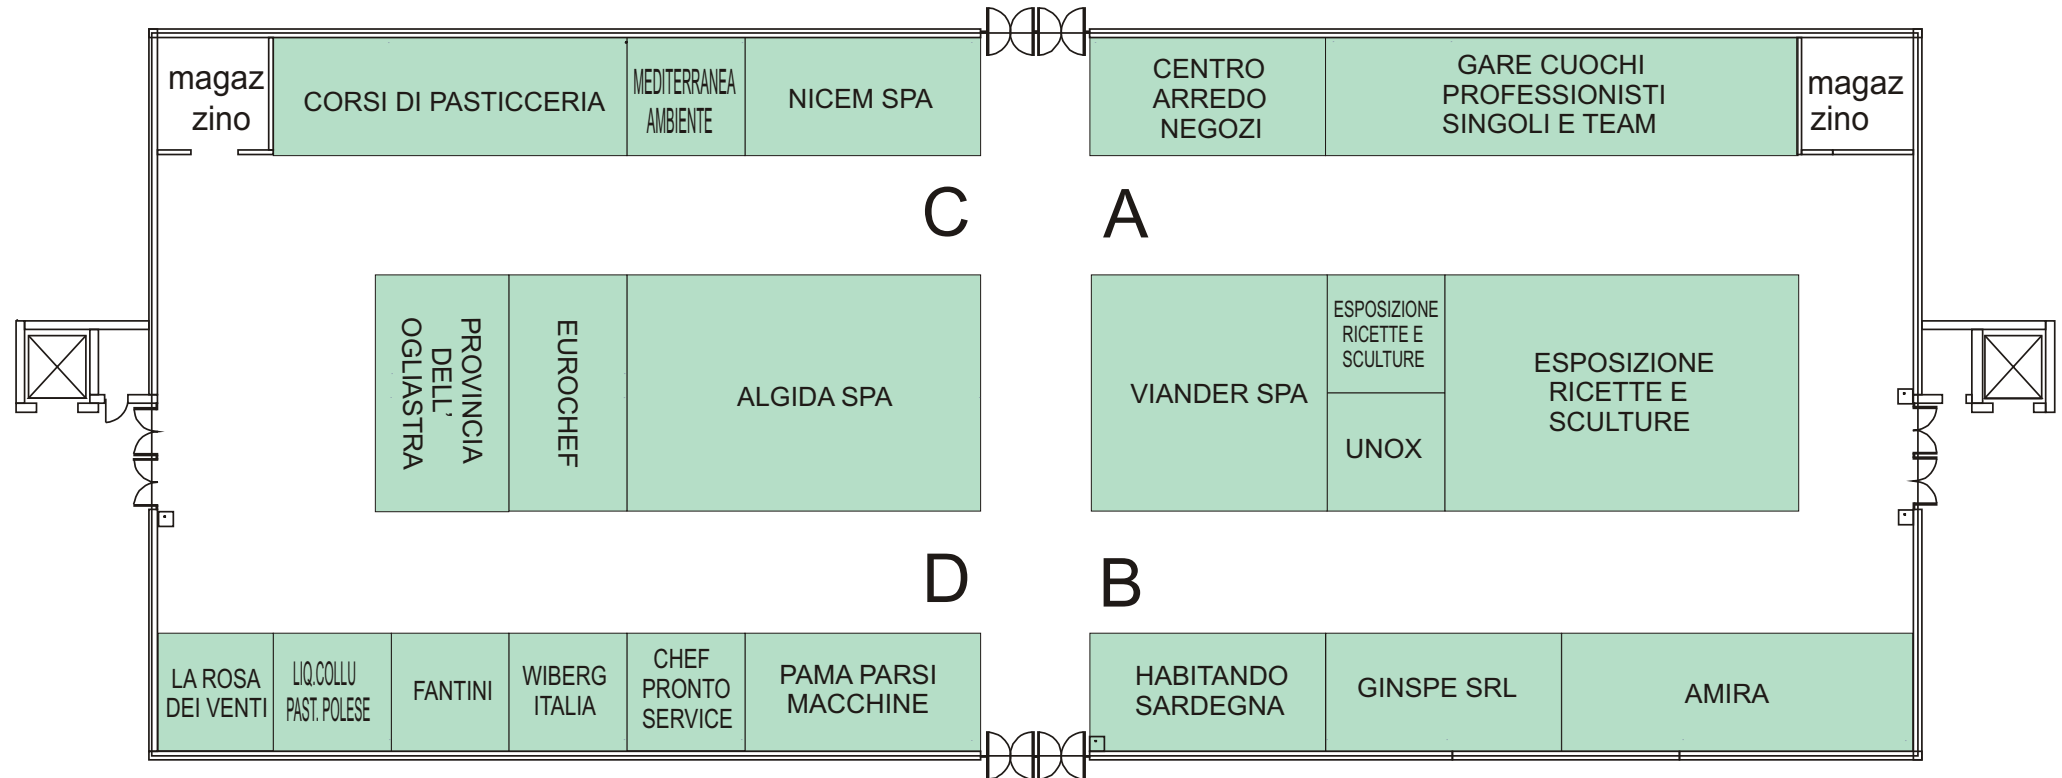 magaz
zino
CORSI DI PASTICCERIA
MEDITERRANEA
AMBIENTE
NICEM SPA
CENTRO
ARREDO
NEGOZI
GARE CUOCHI
PROFESSIONISTI
SINGOLI E TEAM
magaz
zino
C
A
PROVINCIA
DELL'
OGLIASTRA
EUROCHEF
ALGIDA SPA
VIANDER SPA
ESPOSIZIONE
RICETTE E
SCULTURE
UNOX
ESPOSIZIONE
RICETTE E
SCULTURE
D
B
LA ROSA
DEI VENTI
LIQ.COLLU
PAST. POLESE
FANTINI
WIBERG
ITALIA
CHEF
PRONTO
SERVICE
PAMA PARSI
MACCHINE
HABITANDO
SARDEGNA
GINSPE SRL
AMIRA